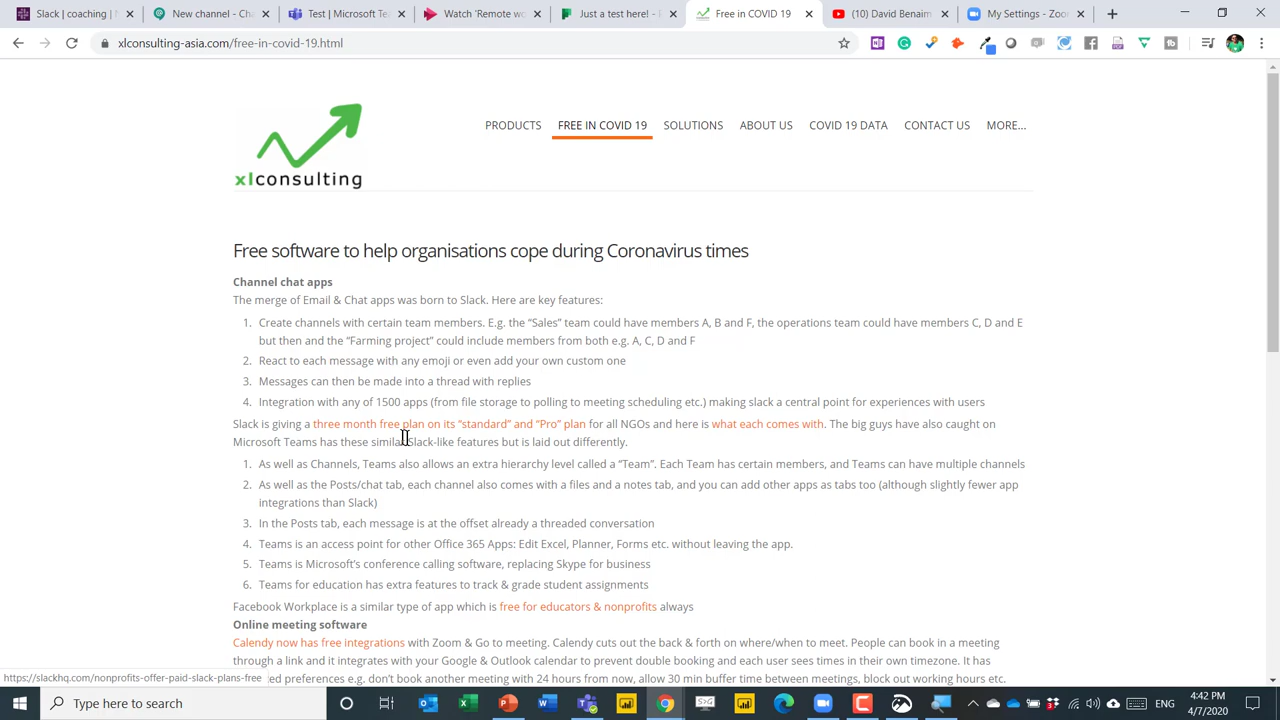 Slack | coaching | N
New channel - Cha
Test | Microsoft Te
Watch 'Remote wo
Just a test here! - D
Free in COVID 19
(10) David Benaim
My Settings - Zoom
xlconsulting-asia.com/free-in-covid-19.html
xlconsulting
PRODUCTS
FREE IN COVID 19
SOLUTIONS
ABOUT US
COVID 19 DATA
CONTACT US
MORE...
Free software to help organisations cope during Coronavirus times
Channel chat apps
The merge of Email & Chat apps was born to Slack. Here are key features:
1. Create channels with certain team members. E.g. the “Sales” team could have members A, B and F, the operations team could have members C, D and E
but then and the “Farming project” could include members from both e.g. A, C, D and F
2. React to each message with any emoji or even add your own custom one
3. Messages can then be made into a thread with replies
4. Integration with any of 1500 apps (from file storage to polling to meeting scheduling etc.) making slack a central point for experiences with users
Slack is giving a three month free plan on its “standard” and “Pro” plan for all NGOs and here is what each comes with. The big guys have also caught on
Microsoft Teams has these similar Slack-like features but is laid out differently.
1. As well as Channels, Teams also allows an extra hierarchy level called a “Team”. Each Team has certain members, and Teams can have multiple channels
2. As well as the Posts/chat tab, each channel also comes with a files and a notes tab, and you can add other apps as tabs too (although slightly fewer app
integrations than Slack)
3. In the Posts tab, each message is at the offset already a threaded conversation
4. Teams is an access point for other Office 365 Apps: Edit Excel, Planner, Forms etc. without leaving the app.
5. Teams is Microsoft’s conference calling software, replacing Skype for business
6. Teams for education has extra features to track & grade student assignments
Facebook Workplace is a similar type of app which is free for educators & nonprofits always
Online meeting software
Calendy now has free integrations with Zoom & Go to meeting. Calendy cuts out the back & forth on where/when to meet. People can book in a meeting
through a link and it integrates with your Google & Outlook calendar to prevent double booking and each user sees times in their own timezone. It has
ed preferences e.g. don’t book another meeting with 24 hours from now, allow 30 min buffer time between meetings, block out working hours etc.
https://slackhq.com/nonprofits-offer-paid-slack-plans-free
Type here to search
ENG
4:42 PM
4/7/2020